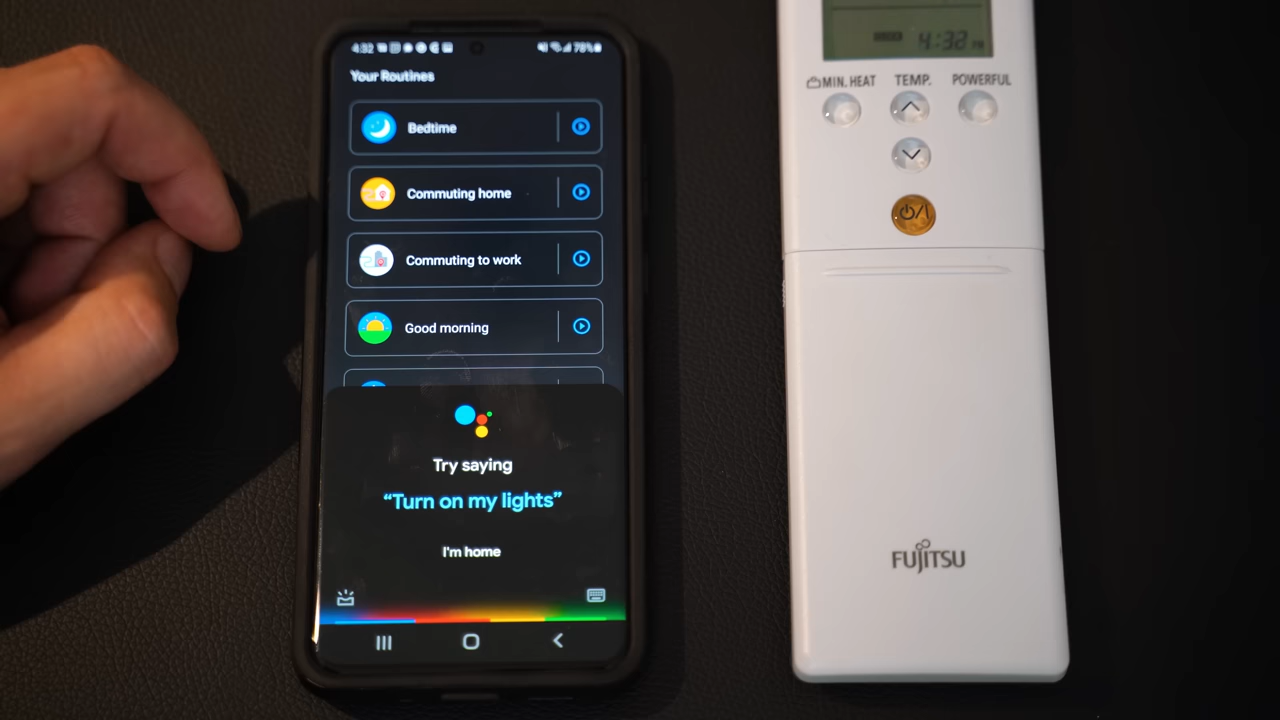 4:32
78%
Your Routines
Bedtime
Commuting home
Commuting to work
Good morning
Try saying
“Turn on my lights”
I'm home
4:32 PM
MIN. HEAT
TEMP.
POWERFUL
FUJITSU